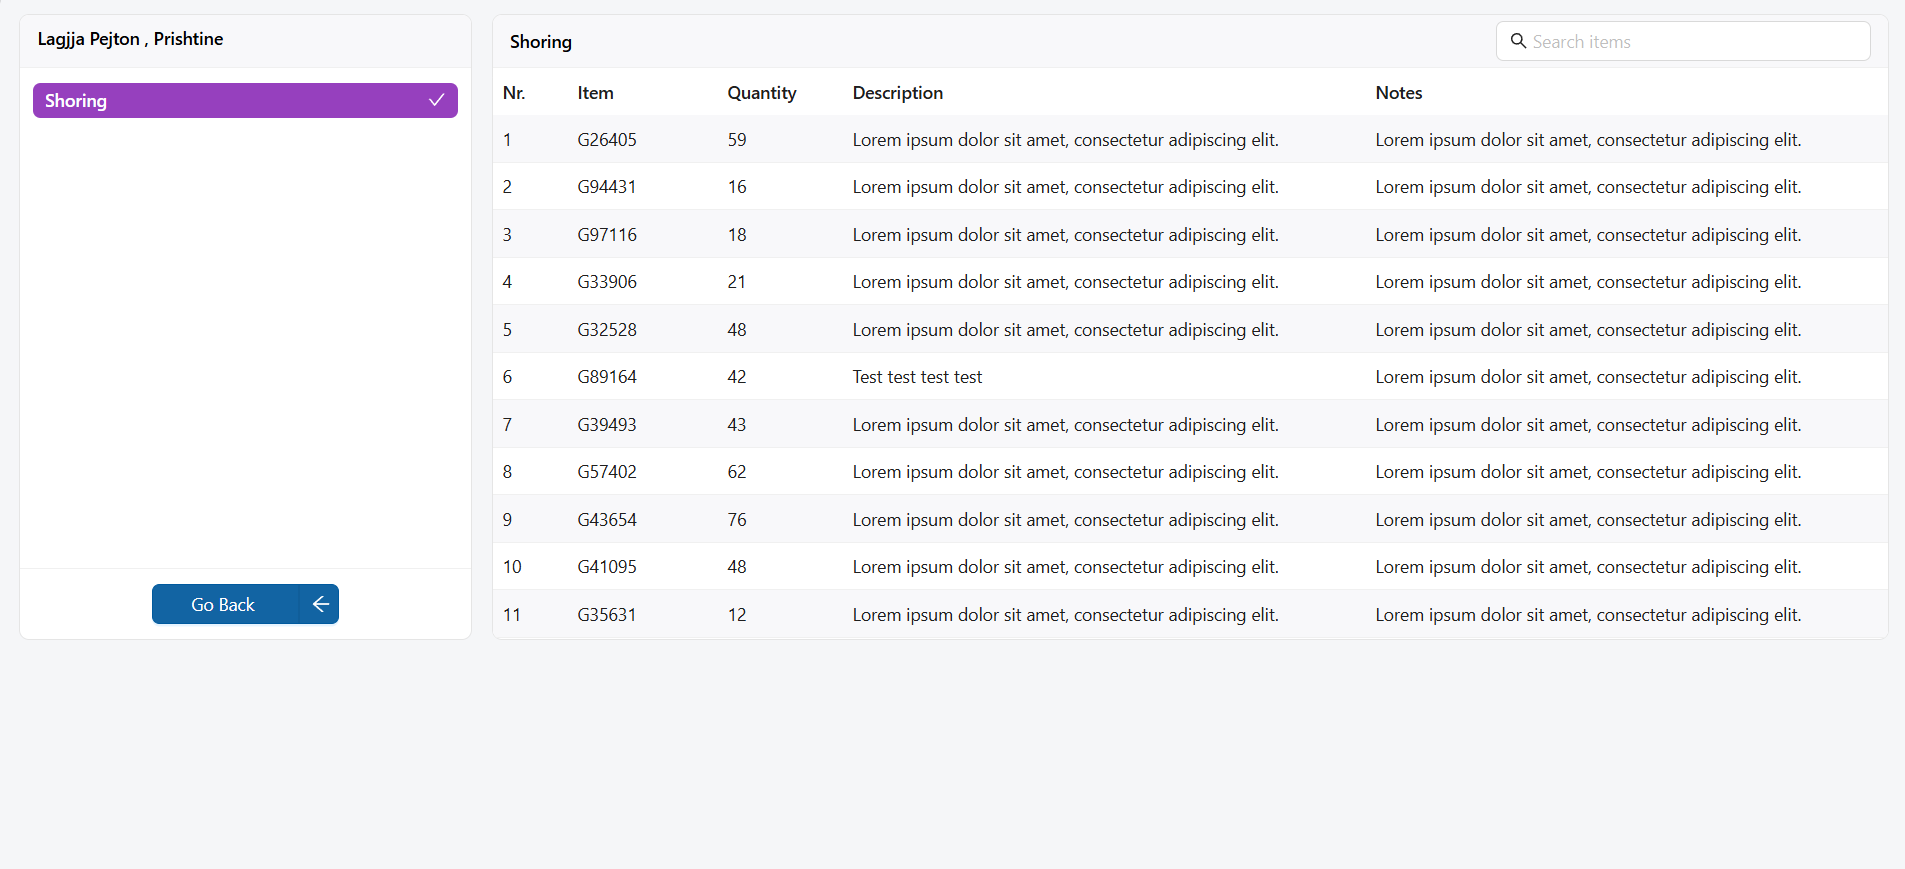 Lagjja Pejton , Prishtine
Shoring
Go Back
Shoring
Search items
Nr. Item Quantity Description Notes
1 G26405 59 Lorem ipsum dolor sit amet, consectetur adipiscing elit. Lorem ipsum dolor sit amet, consectetur adipiscing elit.
2 G94431 16 Lorem ipsum dolor sit amet, consectetur adipiscing elit. Lorem ipsum dolor sit amet, consectetur adipiscing elit.
3 G97116 18 Lorem ipsum dolor sit amet, consectetur adipiscing elit. Lorem ipsum dolor sit amet, consectetur adipiscing elit.
4 G33906 21 Lorem ipsum dolor sit amet, consectetur adipiscing elit. Lorem ipsum dolor sit amet, consectetur adipiscing elit.
5 G32528 48 Lorem ipsum dolor sit amet, consectetur adipiscing elit. Lorem ipsum dolor sit amet, consectetur adipiscing elit.
6 G89164 42 Test test test test Lorem ipsum dolor sit amet, consectetur adipiscing elit.
7 G39493 43 Lorem ipsum dolor sit amet, consectetur adipiscing elit. Lorem ipsum dolor sit amet, consectetur adipiscing elit.
8 G57402 62 Lorem ipsum dolor sit amet, consectetur adipiscing elit. Lorem ipsum dolor sit amet, consectetur adipiscing elit.
9 G43654 76 Lorem ipsum dolor sit amet, consectetur adipiscing elit. Lorem ipsum dolor sit amet, consectetur adipiscing elit.
10 G41095 48 Lorem ipsum dolor sit amet, consectetur adipiscing elit. Lorem ipsum dolor sit amet, consectetur adipiscing elit.
11 G35631 12 Lorem ipsum dolor sit amet, consectetur adipiscing elit. Lorem ipsum dolor sit amet, consectetur adipiscing elit.